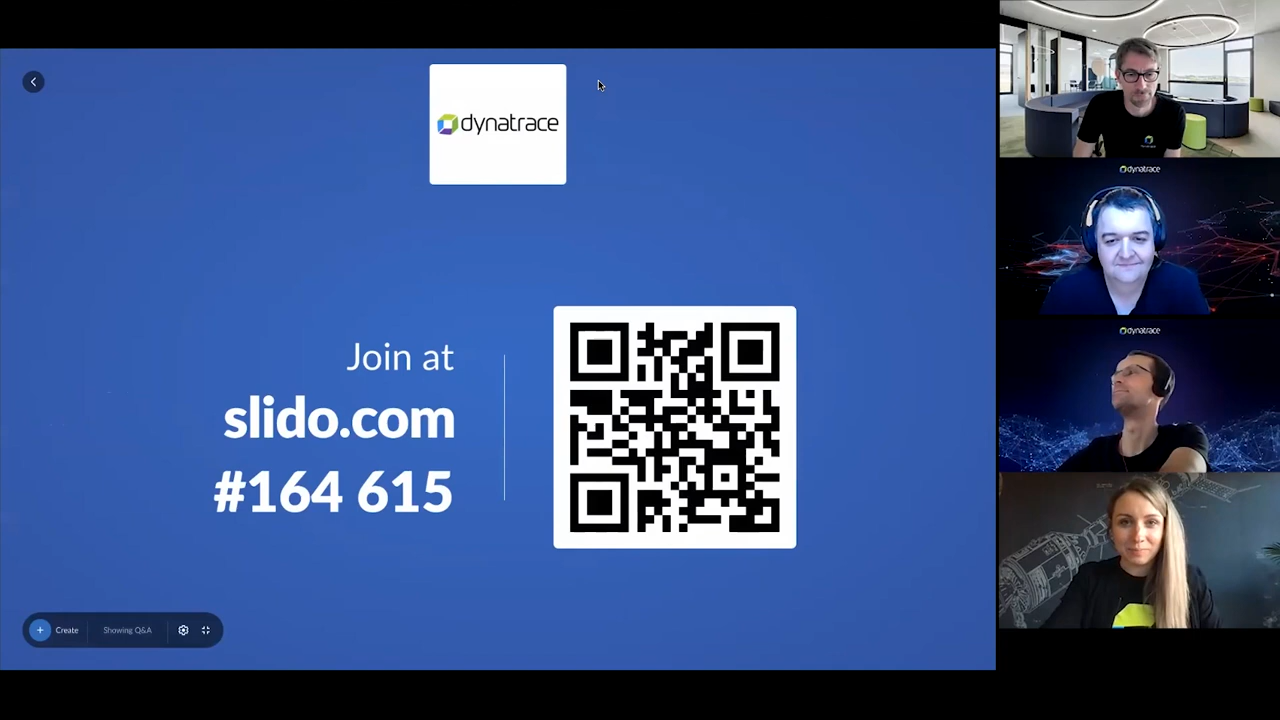 dynatrace
Join at
slido.com
#164 615
Create
Showing Q&A
dynatrace
dynatrace